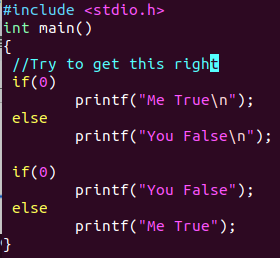 #include <stdio.h>
int main()
{
 //Try to get this right
 if(0)
        printf("Me True\n");
 else
        printf("You False\n");

 if(0)
        printf("You False");
 else
        printf("Me True");
}